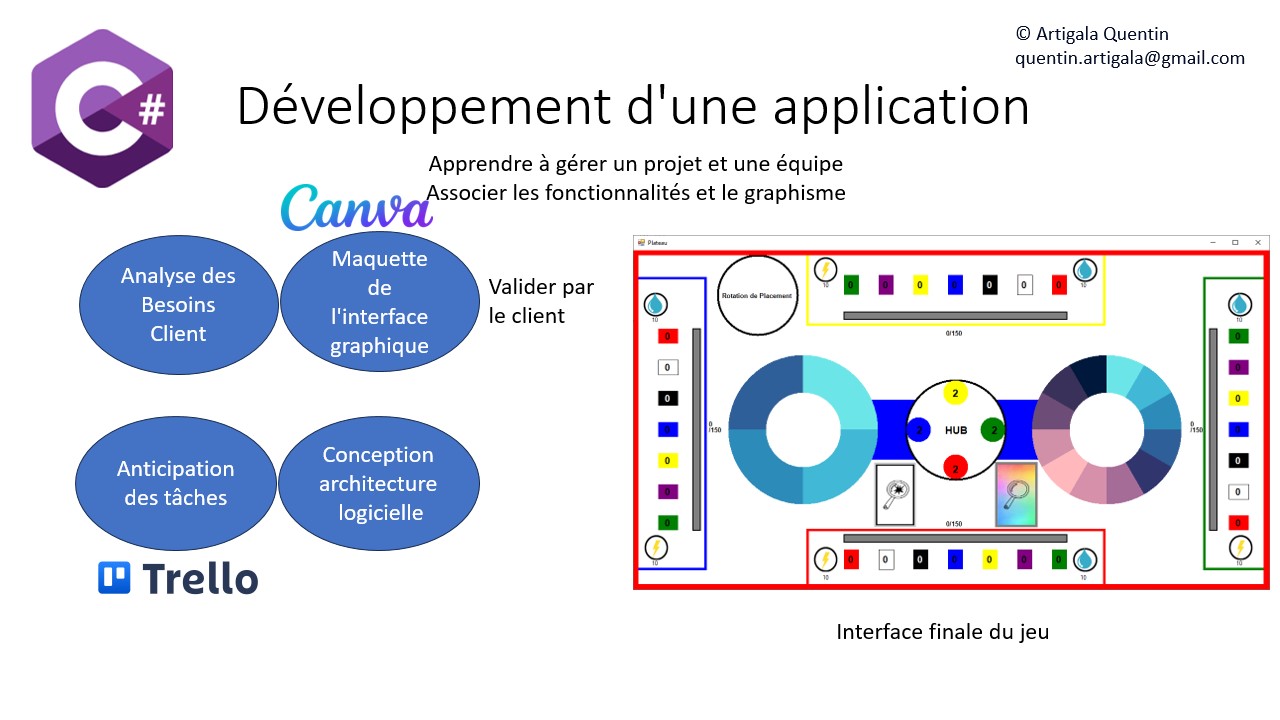 © Artigala Quentin
quentin.artigala@gmail.com
C#
Développement d'une application
Apprendre à gérer un projet et une équipe
Associer les fonctionnalités et le graphisme
Canva
Analyse des
Besoins
Client
Maquette
de
l'interface
graphique
Valider par
le client
Anticipation
des tâches
Conception
architecture
logicielle
Trello
Plateau
Rotation de Placement
10
0 0 0 0 0 0 0
10
0/150
10
0
0
0
0
0
0
0
10
0
/150
2
2
HUB
2
2
0
/150
10
0
0
0
0
0
0
0
10
0/150
10
0 0 0 0 0 0 0
10
Interface finale du jeu